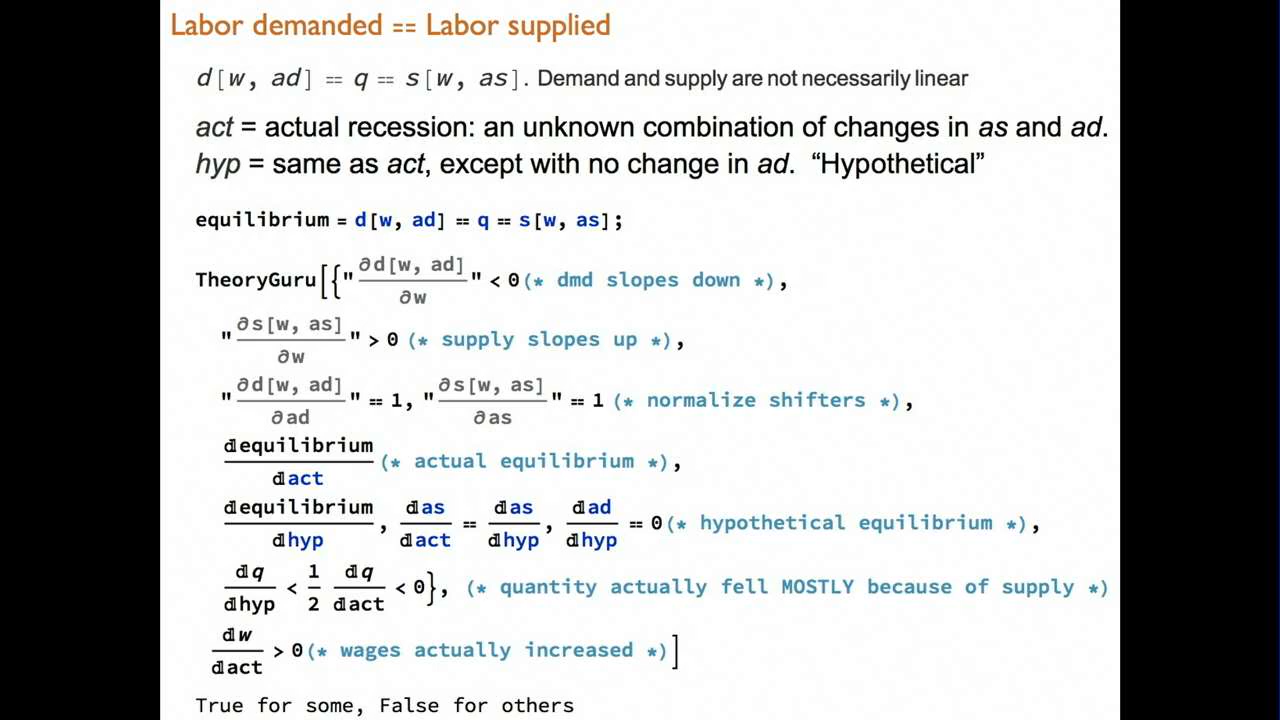 Labor demanded == Labor supplied
d[w, ad] == q == s[w, as]. Demand and supply are not necessarily linear
act = actual recession: an unknown combination of changes in as and ad.
hyp = same as act, except with no change in ad. “Hypothetical”
equilibrium = d[w, ad] == q == s[w, as];
TheoryGuru[{"∂d[w, ad]/∂w" < 0 (* dmd slopes down *),
"∂s[w, as]/∂w" > 0 (* supply slopes up *),
"∂d[w, ad]/∂ad" == 1, "∂s[w, as]/∂as" == 1 (* normalize shifters *),
ⅆequilibrium/ⅆact (* actual equilibrium *),
ⅆequilibrium/ⅆhyp, ⅆas/ⅆact == ⅆas/ⅆhyp, ⅆad/ⅆhyp == 0 (* hypothetical equilibrium *),
ⅆq/ⅆhyp < 1/2 ⅆq/ⅆact < 0}, (* quantity actually fell MOSTLY because of supply *)
ⅆw/ⅆact > 0 (* wages actually increased *)]
True for some, False for others